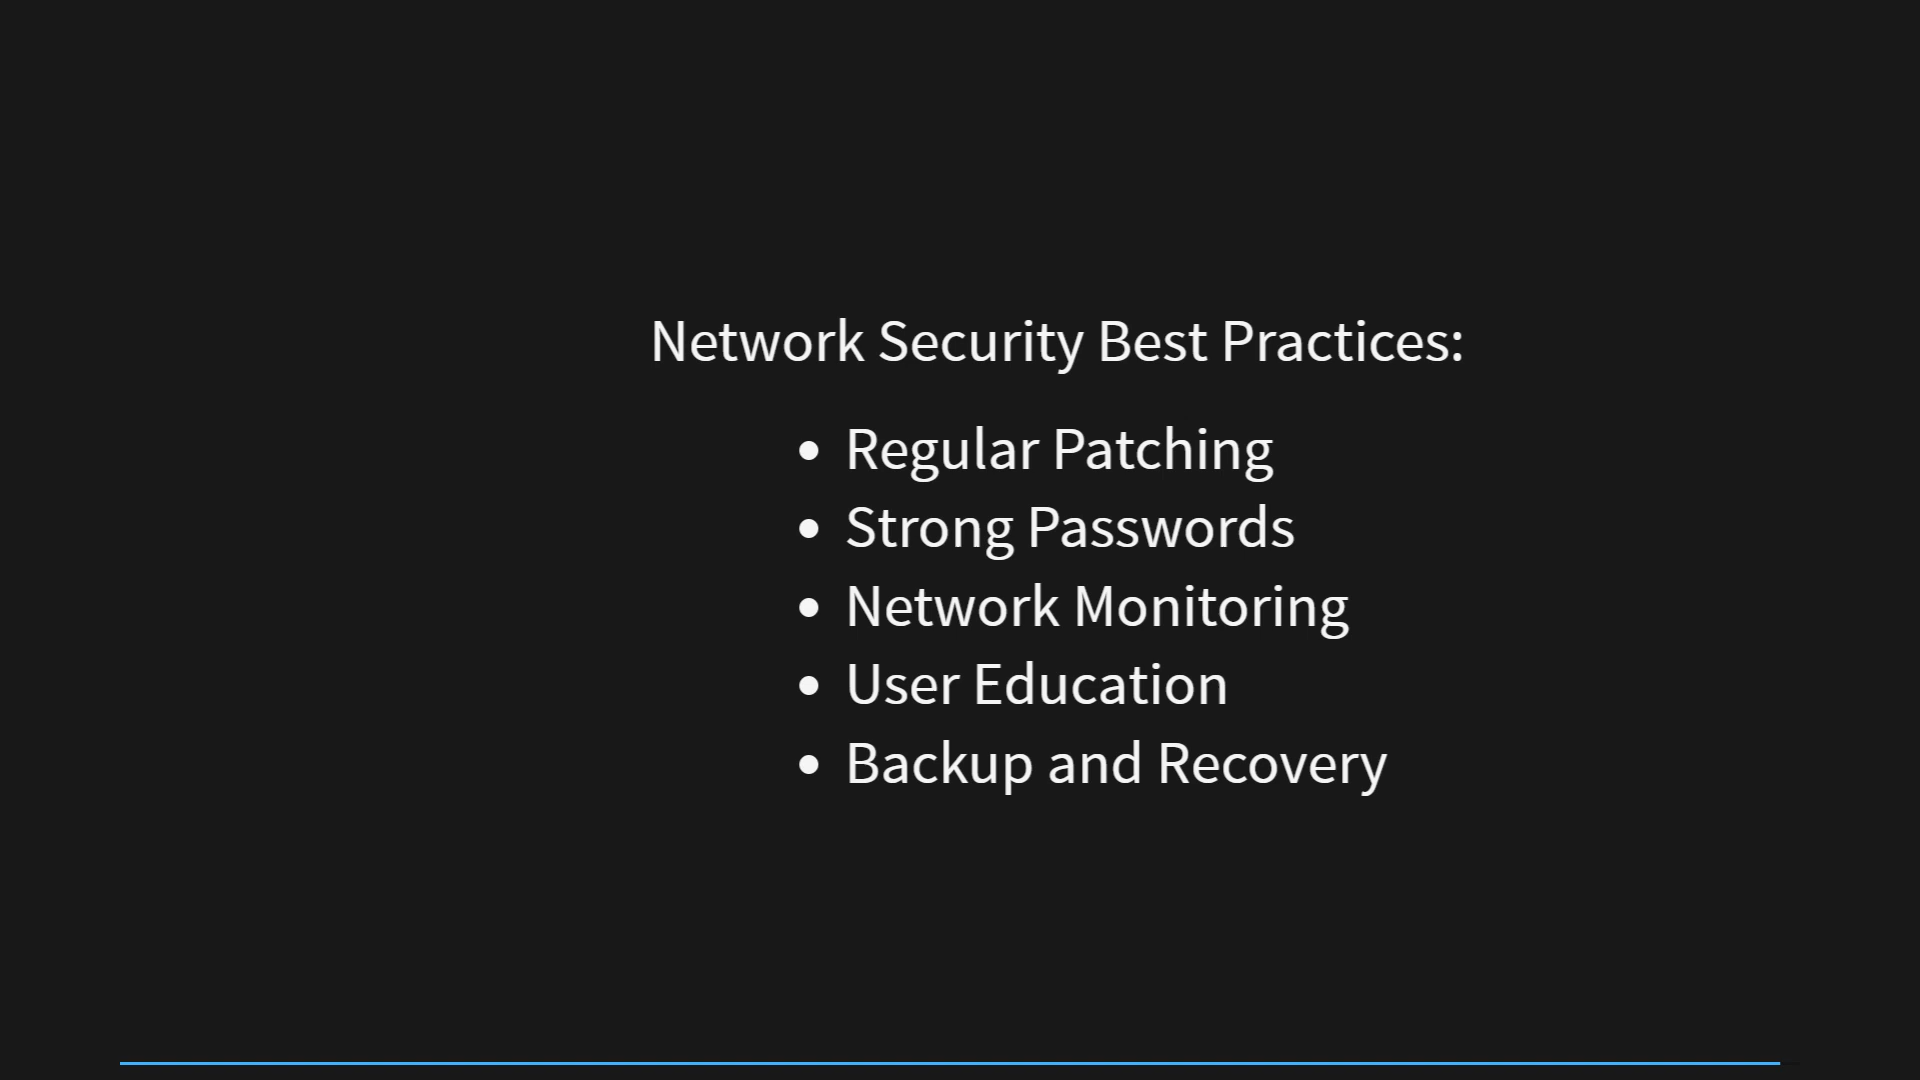 Network Security Best Practices:
• Regular Patching
• Strong Passwords
• Network Monitoring
• User Education
• Backup and Recovery